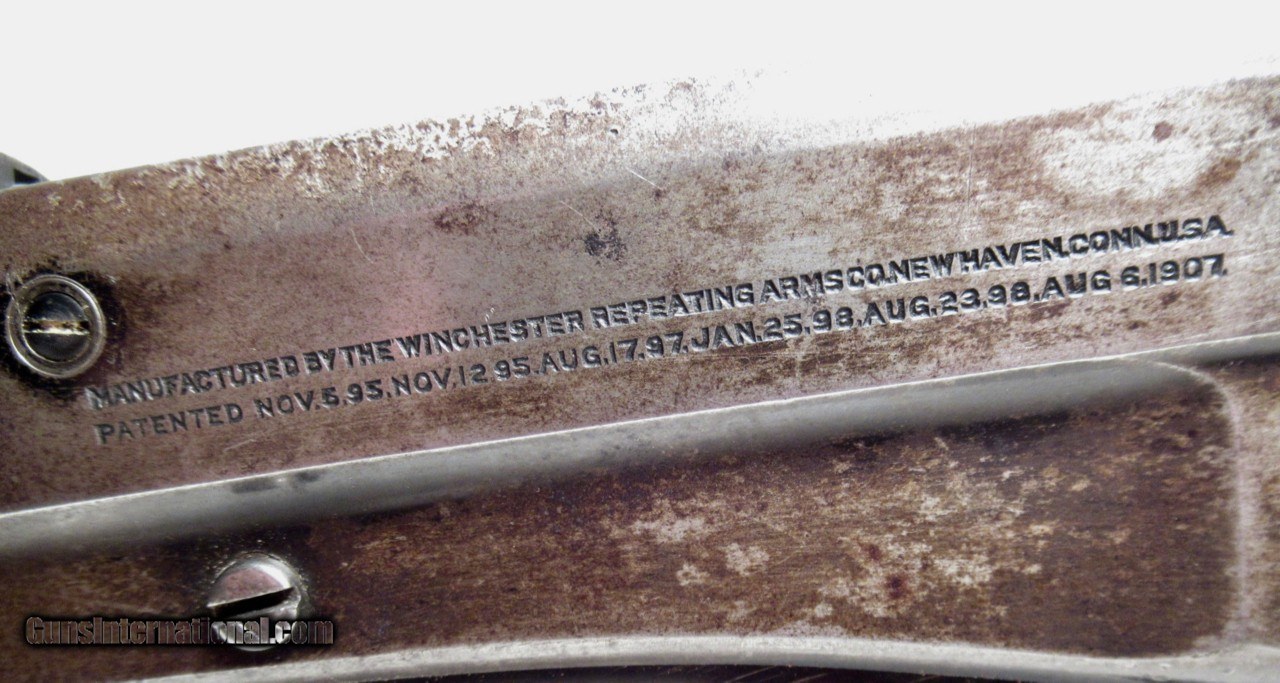 MANUFACTURED BY THE WINCHESTER REPEATING ARMS CO. NEW HAVEN. CONN. U.S.A.
PATENTED NOV. 5, 95, NOV. 12 95, AUG. 17, 97, JAN. 25, 98, AUG. 23, 98, AUG 6, 1907.
GunsInternational.com